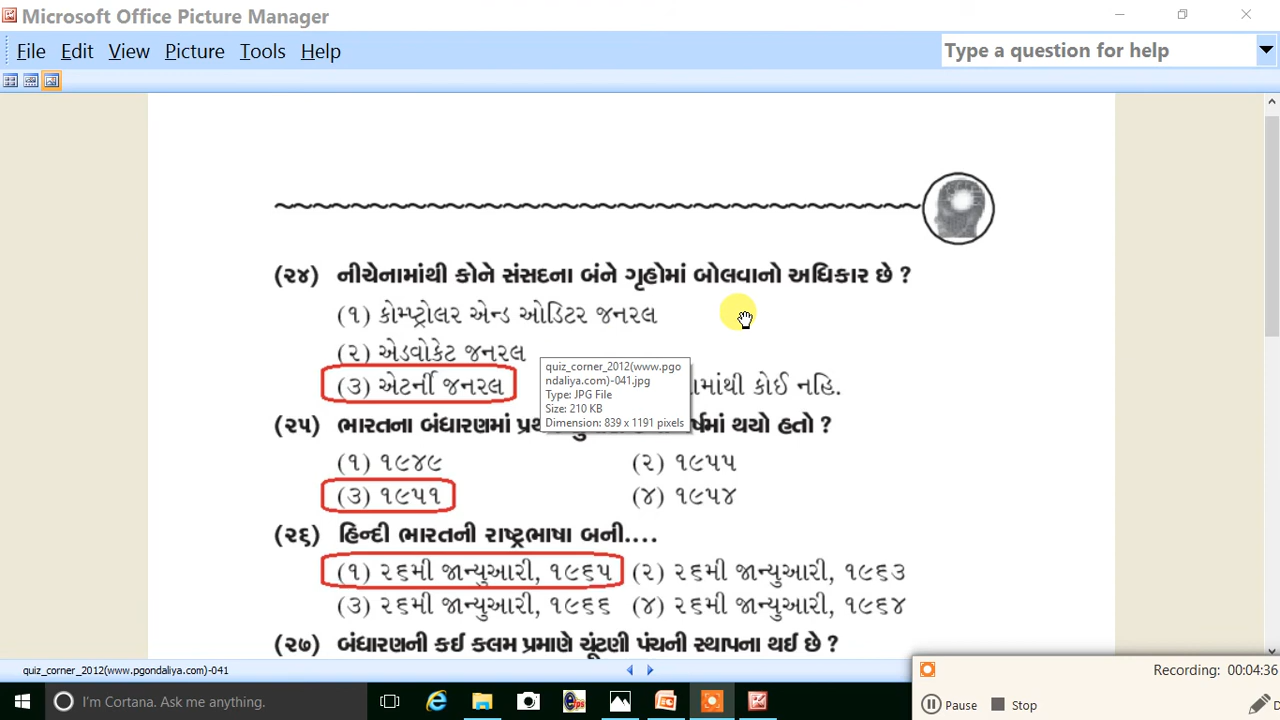 Microsoft Office Picture Manager
File Edit View Picture Tools Help
Type a question for help
(૨૪) નીચેનામાંથી કોને સંસદના બંને ગૃહોમાં બોલવાનો અધિકાર છે ?
(૧) કોમ્પ્ટ્રોલર એન્ડ ઓડિટર જનરલ
(૨) એડવોકેટ જનરલ
(૩) એટર્ની જનરલ
માંથી કોઈ નહિ.
quiz_corner_2012(www.pgo
ndaliya.com)-041.jpg
Type: JPG File
Size: 210 KB
Dimension: 839 x 1191 pixels
(૨૫) ભારતના બંધારણમાં થયો હતો ?
(૧) ૧૯૪૯ (૨) ૧૯૫૫
(૩) ૧૯૫૧ (૪) ૧૯૫૪
(૨૬) હિન્દી ભારતની રાષ્ટ્રભાષા બની....
(૧) ૨૬મી જાન્યુઆરી, ૧૯૬૫ (૨) ૨૬મી જાન્યુઆરી, ૧૯૬૩
(૩) ૨૬મી જાન્યુઆરી, ૧૯૬૬ (૪) ૨૬મી જાન્યુઆરી, ૧૯૬૪
(૨૭) બંધારણની કઈ કલમ પ્રમાણે ચૂંટણી પંચની સ્થાપના થઈ છે ?
quiz_corner_2012(www.pgondaliya.com)-041
Recording: 00:04:36
Pause Stop
I'm Cortana. Ask me anything.